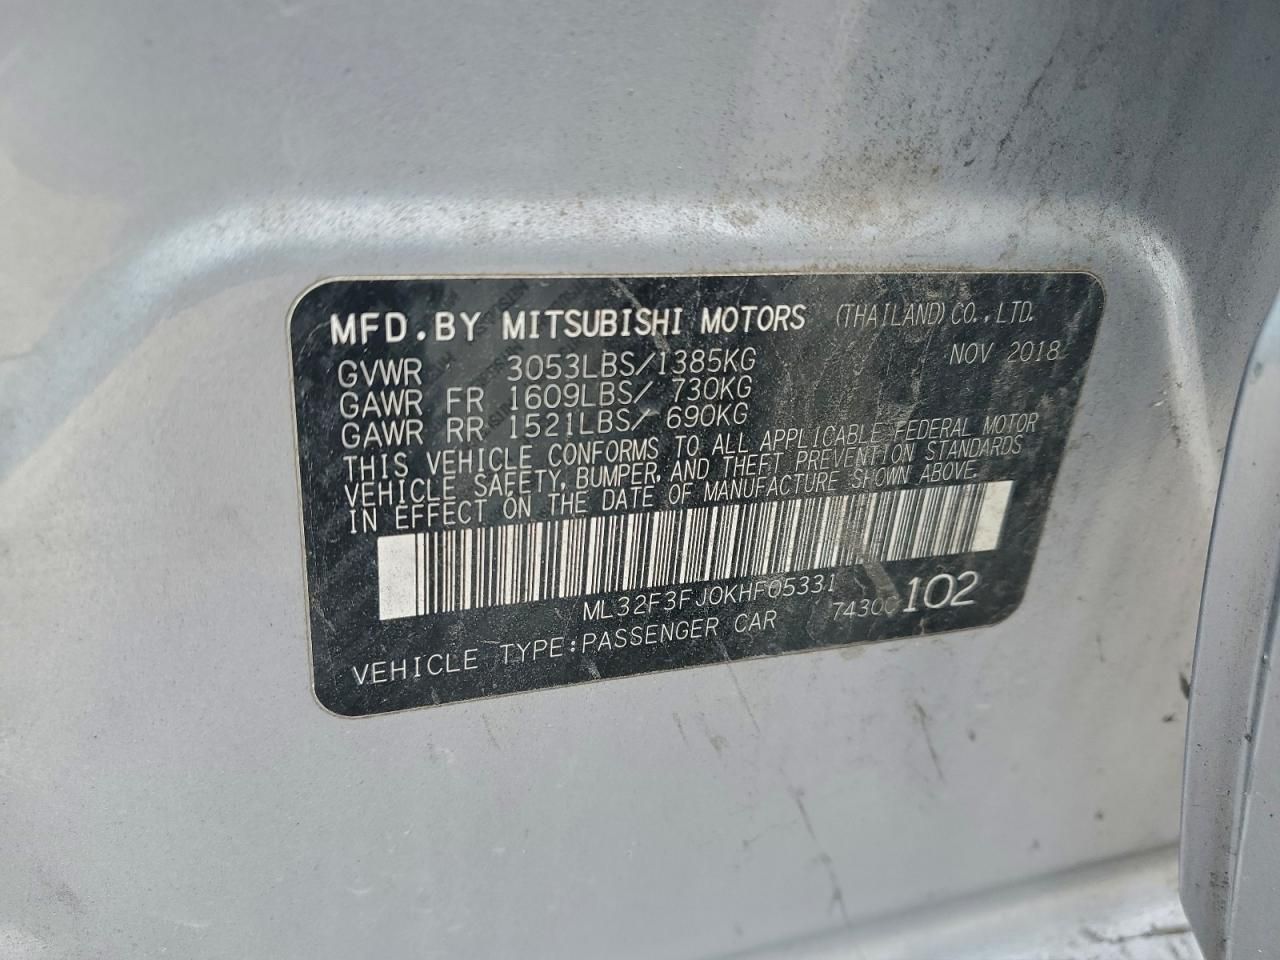 MFD. BY MITSUBISHI MOTORS (THAILAND) CO., LTD.
GVWR 3053LBS/1385KG NOV 2018
GAWR FR 1609LBS/ 730KG
GAWR RR 1521LBS/ 690KG
THIS VEHICLE CONFORMS TO ALL APPLICABLE FEDERAL MOTOR
VEHICLE SAFETY, BUMPER, AND THEFT PREVENTION STANDARDS
IN EFFECT ON THE DATE OF MANUFACTURE SHOWN ABOVE.
ML32F3FJ0KHF05331
VEHICLE TYPE:PASSENGER CAR 7430C 102